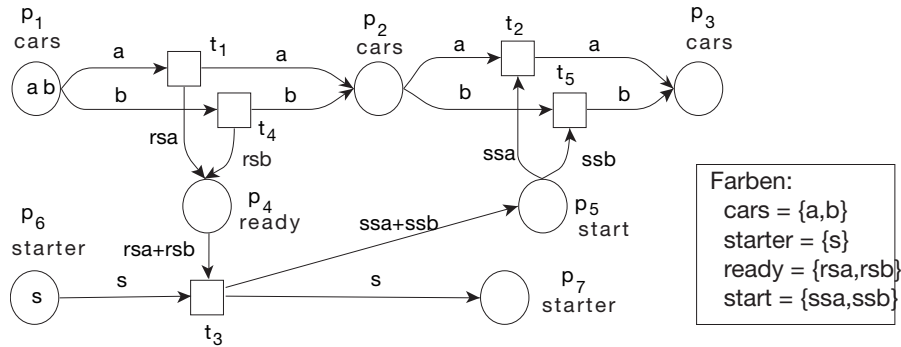 p1
cars
a b
a
t1
a
b
t4
b
p2
cars
a
t2
a
b
t5
b
p3
cars
rsa
rsb
ssa
ssb
p4
ready
p5
start
p6
starter
s
s
rsa+rsb
t3
ssa+ssb
s
p7
starter
Farben:
cars = {a,b}
starter = {s}
ready = {rsa,rsb}
start = {ssa,ssb}